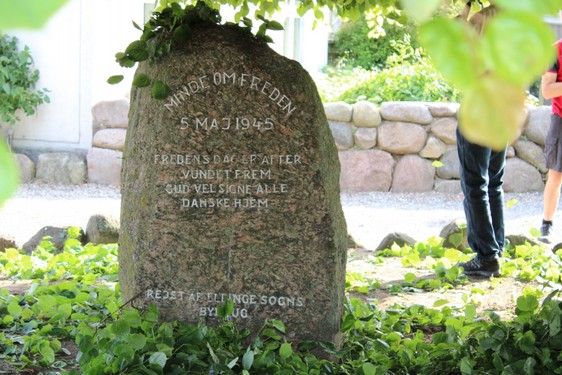 MINDE OM FREDEN
5 MAJ 1945
FREDENS DAG ER ATTER
VUNDET FREM
GUD VELSIGNE ALLE
DANSKE HJEM
REJST AF ELLINGE SOGNS